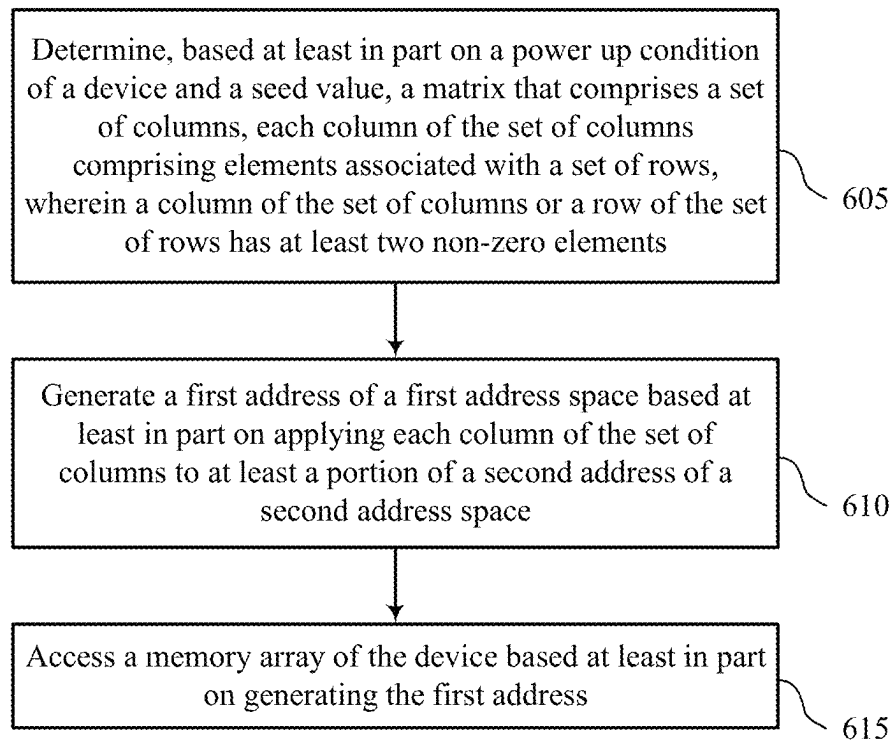 Determine, based at least in part on a power up condition
of a device and a seed value, a matrix that comprises a set
of columns, each column of the set of columns
comprising elements associated with a set of rows,
wherein a column of the set of columns or a row of the set
of rows has at least two non-zero elements
605
Generate a first address of a first address space based at
least in part on applying each column of the set of
columns to at least a portion of a second address of a
second address space
610
Access a memory array of the device based at least in part
on generating the first address
615